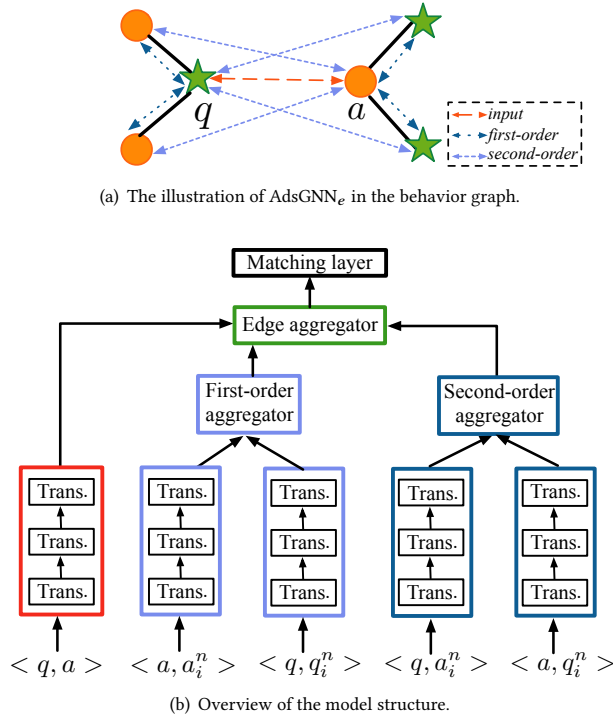 q
a
input
first-order
second-order
(a) The illustration of AdsGNN_e in the behavior graph.
Matching layer
Edge aggregator
First-order
aggregator
Second-order
aggregator
Trans. Trans. Trans. Trans. Trans.
Trans. Trans. Trans. Trans. Trans.
Trans. Trans. Trans. Trans. Trans.
< q, a > < a, a_i^n > < q, q_i^n > < q, a_i^n > < a, q_i^n >
(b) Overview of the model structure.